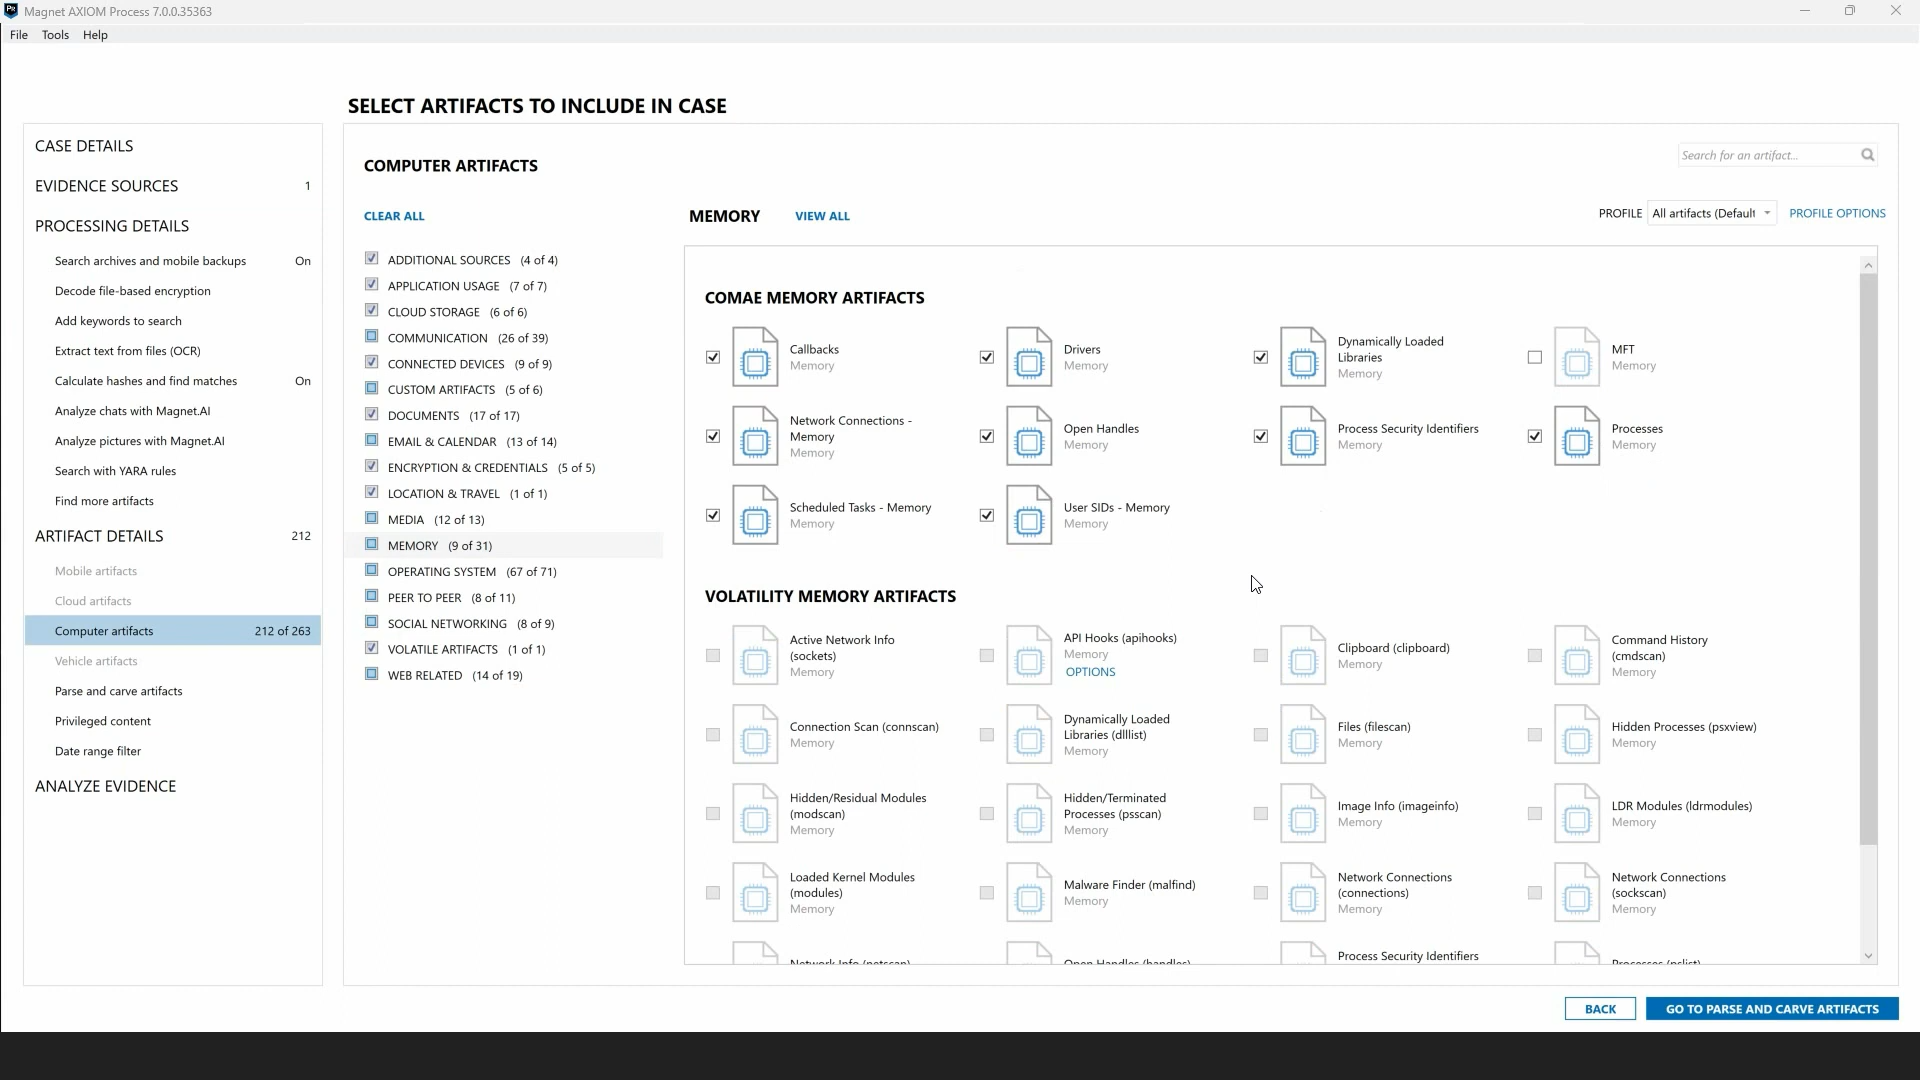 Magnet AXIOM Process 7.0.0.35363
File Tools Help
SELECT ARTIFACTS TO INCLUDE IN CASE
CASE DETAILS
EVIDENCE SOURCES 1
PROCESSING DETAILS
Search archives and mobile backups On
Decode file-based encryption
Add keywords to search
Extract text from files (OCR)
Calculate hashes and find matches On
Analyze chats with Magnet.AI
Analyze pictures with Magnet.AI
Search with YARA rules
Find more artifacts
ARTIFACT DETAILS 212
Mobile artifacts
Cloud artifacts
Computer artifacts 212 of 263
Vehicle artifacts
Parse and carve artifacts
Privileged content
Date range filter
ANALYZE EVIDENCE
COMPUTER ARTIFACTS
Search for an artifact...
CLEAR ALL
ADDITIONAL SOURCES (4 of 4)
APPLICATION USAGE (7 of 7)
CLOUD STORAGE (6 of 6)
COMMUNICATION (26 of 39)
CONNECTED DEVICES (9 of 9)
CUSTOM ARTIFACTS (5 of 6)
DOCUMENTS (17 of 17)
EMAIL & CALENDAR (13 of 14)
ENCRYPTION & CREDENTIALS (5 of 5)
LOCATION & TRAVEL (1 of 1)
MEDIA (12 of 13)
MEMORY (9 of 31)
OPERATING SYSTEM (67 of 71)
PEER TO PEER (8 of 11)
SOCIAL NETWORKING (8 of 9)
VOLATILE ARTIFACTS (1 of 1)
WEB RELATED (14 of 19)
MEMORY VIEW ALL
PROFILE All artifacts (Default PROFILE OPTIONS
COMAE MEMORY ARTIFACTS
Callbacks
Memory
Drivers
Memory
Dynamically Loaded
Libraries
Memory
MFT
Memory
Network Connections -
Memory
Memory
Open Handles
Memory
Process Security Identifiers
Memory
Processes
Memory
Scheduled Tasks - Memory
Memory
User SIDs - Memory
Memory
VOLATILITY MEMORY ARTIFACTS
Active Network Info
(sockets)
Memory
API Hooks (apihooks)
Memory
OPTIONS
Clipboard (clipboard)
Memory
Command History
(cmdscan)
Memory
Connection Scan (connscan)
Memory
Dynamically Loaded
Libraries (dlllist)
Memory
Files (filescan)
Memory
Hidden Processes (psxview)
Memory
Hidden/Residual Modules
(modscan)
Memory
Hidden/Terminated
Processes (psscan)
Memory
Image Info (imageinfo)
Memory
LDR Modules (ldrmodules)
Memory
Loaded Kernel Modules
(modules)
Memory
Malware Finder (malfind)
Memory
Network Connections
(connections)
Memory
Network Connections
(sockscan)
Memory
Network Info (netscan)
Open Handles (handles)
Process Security Identifiers
Processes (pslist)
BACK
GO TO PARSE AND CARVE ARTIFACTS